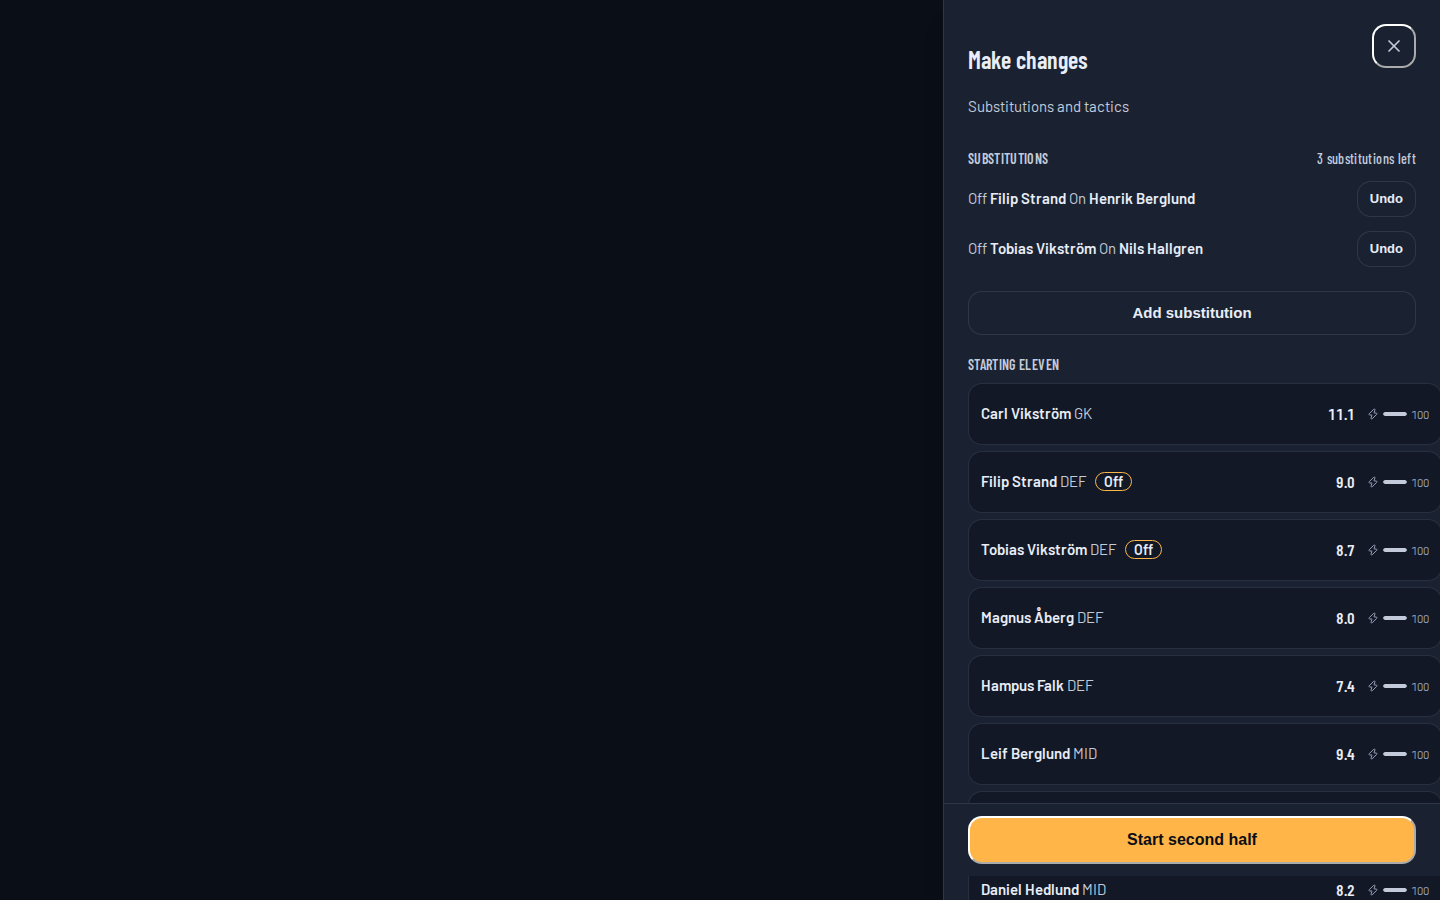 Make changes
Substitutions and tactics
SUBSTITUTIONS 3 substitutions left
Off Filip Strand On Henrik Berglund Undo
Off Tobias Vikström On Nils Hallgren Undo
Add substitution
STARTING ELEVEN
Carl Vikström GK 11.1 100
Filip Strand DEF Off 9.0 100
Tobias Vikström DEF Off 8.7 100
Magnus Åberg DEF 8.0 100
Hampus Falk DEF 7.4 100
Leif Berglund MID 9.4 100
Start second half
Daniel Hedlund MID 8.2 100